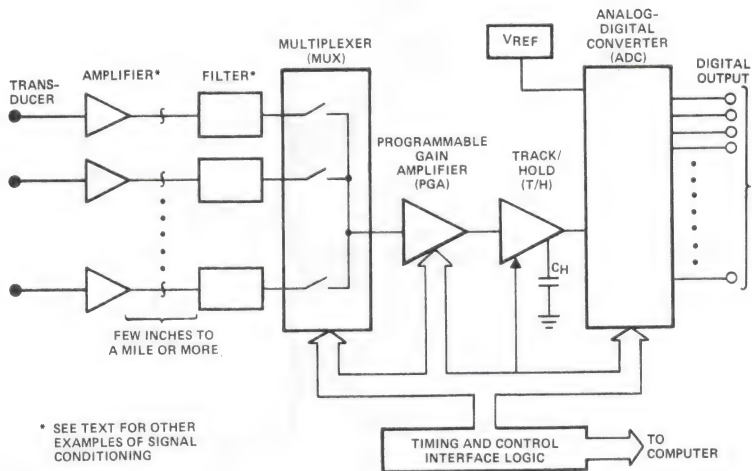 ANALOG-
DIGITAL
CONVERTER
(ADC)
VREF
MULTIPLEXER
(MUX)
DIGITAL
OUTPUT
TRANS-
DUCER
AMPLIFIER*
FILTER*
PROGRAMMABLE
GAIN
AMPLIFIER
(PGA)
TRACK/
HOLD
(T/H)
CH
FEW INCHES TO
A MILE OR MORE
* SEE TEXT FOR OTHER
EXAMPLES OF SIGNAL
CONDITIONING
TIMING AND CONTROL
INTERFACE LOGIC
TO
COMPUTER